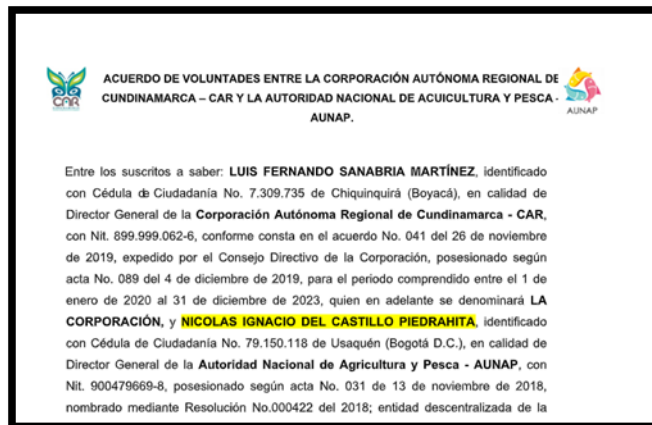 ACUERDO DE VOLUNTADES ENTRE LA CORPORACIÓN AUTÓNOMA REGIONAL DE
CUNDINAMARCA – CAR Y LA AUTORIDAD NACIONAL DE ACUICULTURA Y PESCA -
AUNAP.
CAR
AUNAP
Entre los suscritos a saber: LUIS FERNANDO SANABRIA MARTÍNEZ, identificado
con Cédula de Ciudadanía No. 7.309.735 de Chiquinquirá (Boyacá), en calidad de
Director General de la Corporación Autónoma Regional de Cundinamarca - CAR,
con Nit. 899.999.062-6, conforme consta en el acuerdo No. 041 del 26 de noviembre
de 2019, expedido por el Consejo Directivo de la Corporación, posesionado según
acta No. 089 del 4 de diciembre de 2019, para el periodo comprendido entre el 1 de
enero de 2020 al 31 de diciembre de 2023, quien en adelante se denominará LA
CORPORACIÓN, y NICOLAS IGNACIO DEL CASTILLO PIEDRAHITA, identificado
con Cédula de Ciudadanía No. 79.150.118 de Usaquén (Bogotá D.C.), en calidad de
Director General de la Autoridad Nacional de Agricultura y Pesca - AUNAP, con
Nit. 900479669-8, posesionado según acta No. 031 de 13 de noviembre de 2018,
nombrado mediante Resolución No.000422 del 2018; entidad descentralizada de la